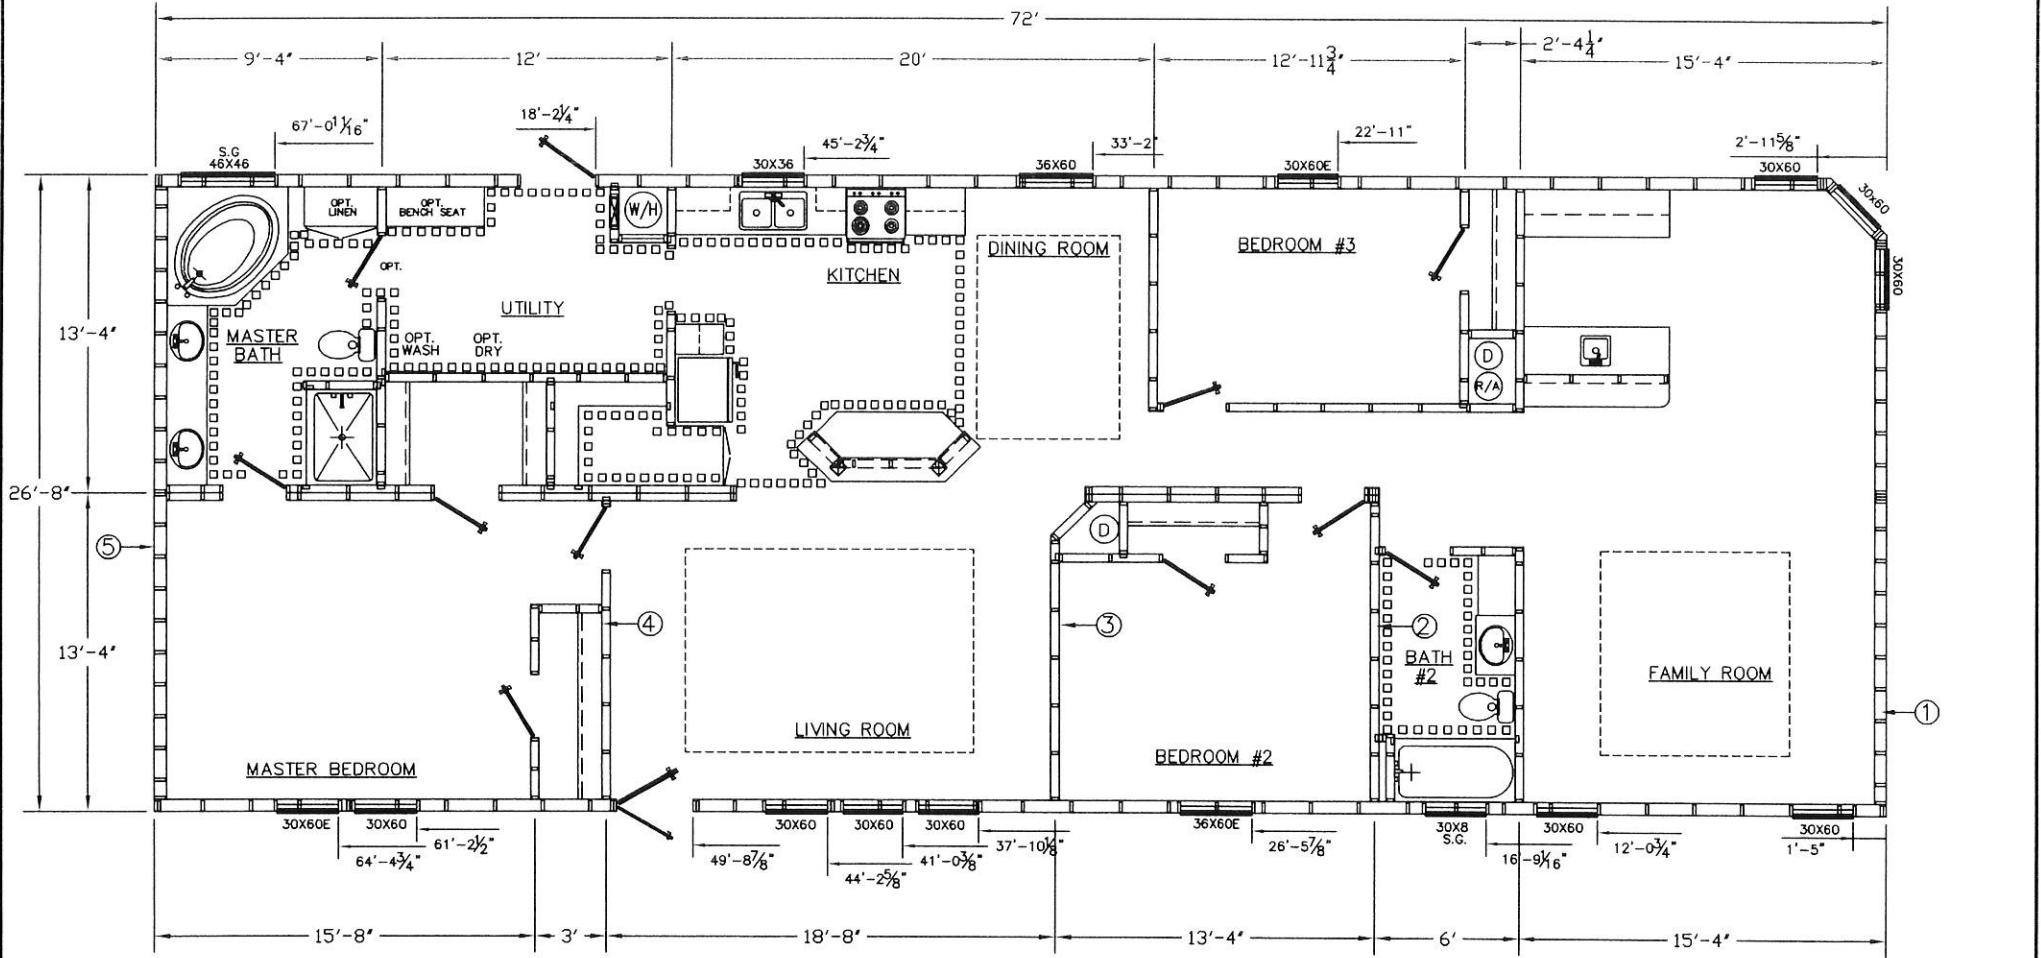 72'
9'-4"
12'
20'
12'-11 3/4"
2'-4 1/4"
15'-4"
67'-0 11/16"
18'-2 1/4"
45'-2 3/4"
33'-2"
22'-11"
2'-11 5/8"
S.G
46X46
30X36
36X60
30X60E
30X60
30x60
30X60
OPT.
LINEN
OPT.
BENCH SEAT
W/H
OPT.
DINING ROOM
BEDROOM #3
KITCHEN
UTILITY
13'-4"
MASTER
BATH
OPT.
WASH
OPT.
DRY
D
R/A
26'-8"
D
5
4
3
2
13'-4"
BATH
#2
FAMILY ROOM
1
LIVING ROOM
BEDROOM #2
MASTER BEDROOM
30X60E
30X60
30X60
30X60
30X60
36X60E
30X8
S.G.
30X60
30X60
61'-2 1/2"
64'-4 3/4"
49'-8 7/8"
44'-2 5/8"
41'-0 3/8"
37'-10 1/8"
26'-5 7/8"
16'-9 1/16"
12'-0 3/4"
1'-5"
15'-8"
3'
18'-8"
13'-4"
6'
15'-4"